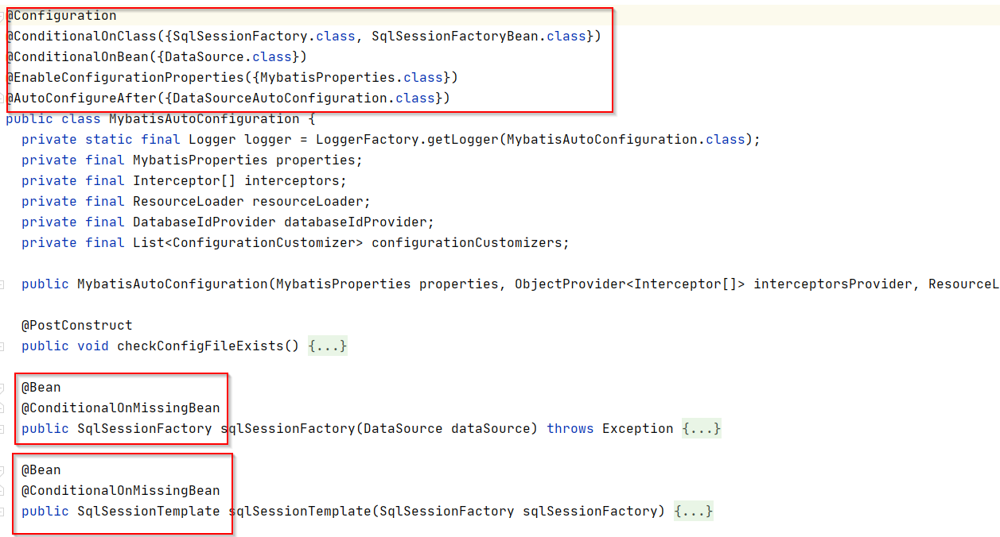 @Configuration
@ConditionalOnClass({SqlSessionFactory.class, SqlSessionFactoryBean.class})
@ConditionalOnBean({DataSource.class})
@EnableConfigurationProperties({MybatisProperties.class})
@AutoConfigureAfter({DataSourceAutoConfiguration.class})
public class MybatisAutoConfiguration {
private static final Logger logger = LoggerFactory.getLogger(MybatisAutoConfiguration.class);
private final MybatisProperties properties;
private final Interceptor[] interceptors;
private final ResourceLoader resourceLoader;
private final DatabaseIdProvider databaseIdProvider;
private final List<ConfigurationCustomizer> configurationCustomizers;
public MybatisAutoConfiguration(MybatisProperties properties, ObjectProvider<Interceptor[]> interceptorsProvider, ResourceL
@PostConstruct
public void checkConfigFileExists() {...}
@Bean
@ConditionalOnMissingBean
public SqlSessionFactory sqlSessionFactory(DataSource dataSource) throws Exception {...}
@Bean
@ConditionalOnMissingBean
public SqlSessionTemplate sqlSessionTemplate(SqlSessionFactory sqlSessionFactory) {...}